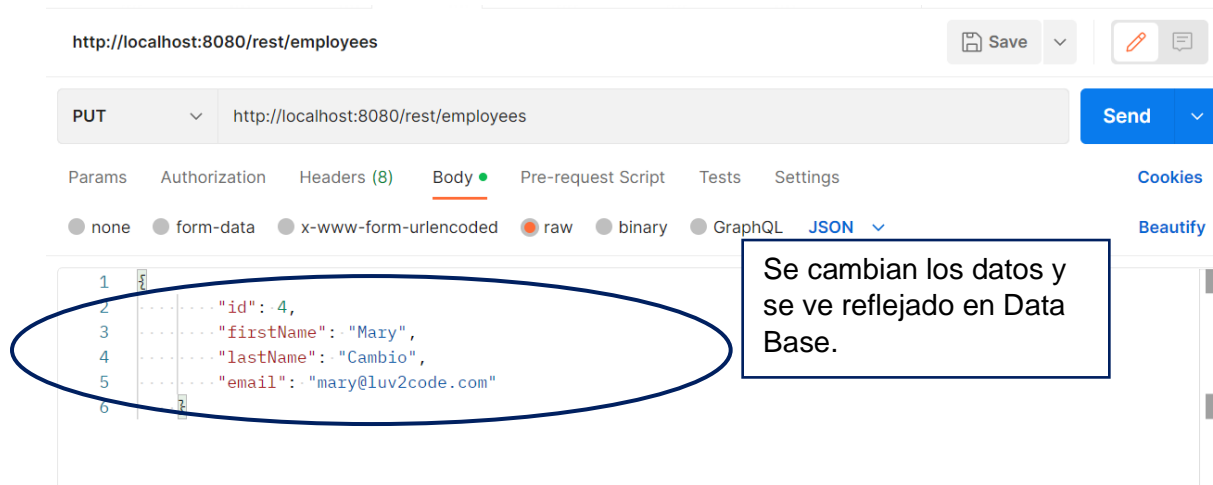 http://localhost:8080/rest/employees
Save
PUT
http://localhost:8080/rest/employees
Send
Params Authorization Headers (8) Body Pre-request Script Tests Settings Cookies
none form-data x-www-form-urlencoded raw binary GraphQL JSON Beautify
1 {
2 "id": 4,
3 "firstName": "Mary",
4 "lastName": "Cambio",
5 "email": "mary@luv2code.com"
6 }
Se cambian los datos y
se ve reflejado en Data
Base.